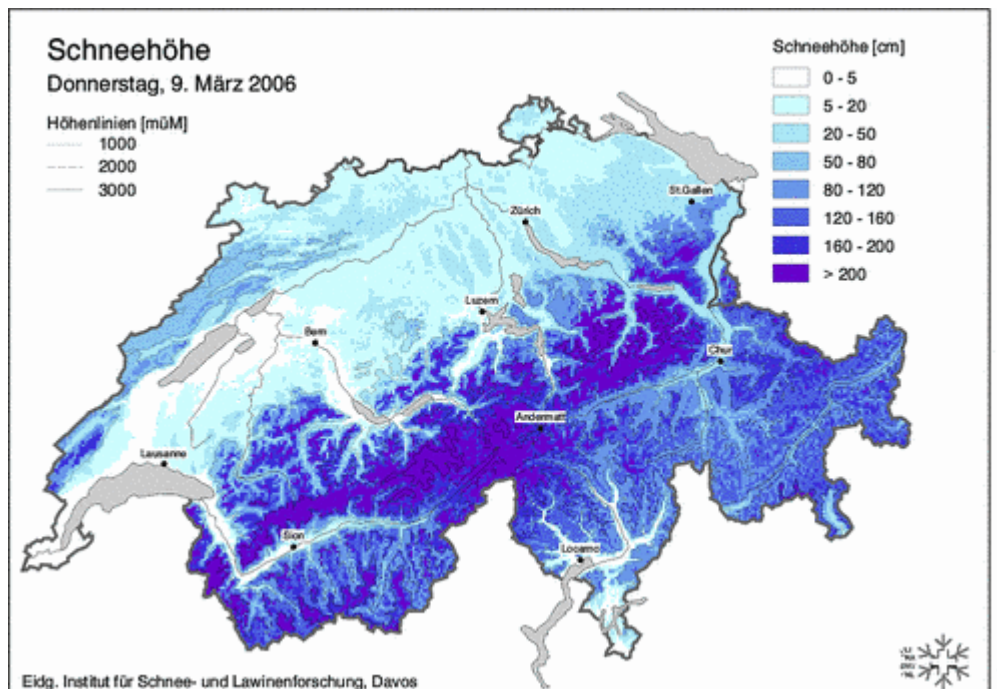 Schneehöhe
Donnerstag, 9. März 2006
Höhenlinien [müM]
1000
2000
3000
Schneehöhe [cm]
0 - 5
5 - 20
20 - 50
50 - 80
80 - 120
120 - 160
160 - 200
> 200
St.Gallen
Zürich
Luzern
Bern
Chur
Andermatt
Lausanne
Sion
Locarno
Eidg. Institut für Schnee- und Lawinenforschung, Davos